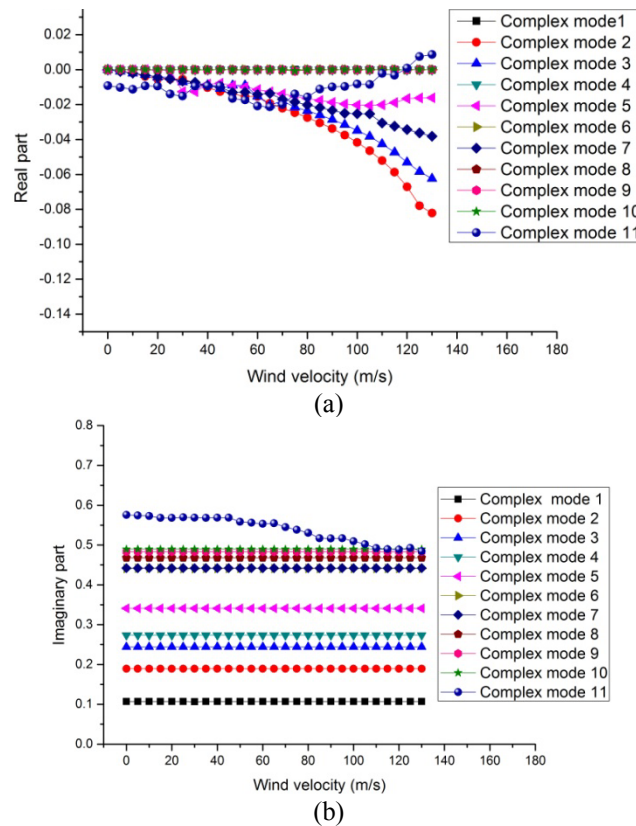 0.02
0.00
-0.02
-0.04
-0.06
-0.08
-0.10
-0.12
-0.14
Real part
0 20 40 60 80 100 120 140 160 180
Wind velocity (m/s)
Complex mode1
Complex mode 2
Complex mode 3
Complex mode 4
Complex mode 5
Complex mode 6
Complex mode 7
Complex mode 8
Complex mode 9
Complex mode 10
Complex mode 11
(a)
0.8
0.7
0.6
0.5
0.4
0.3
0.2
0.1
0.0
Imaginary part
0 20 40 60 80 100 120 140 160 180
Wind velocity (m/s)
Complex mode 1
Complex mode 2
Complex mode 3
Complex mode 4
Complex mode 5
Complex mode 6
Complex mode 7
Complex mode 8
Complex mode 9
Complex mode 10
Complex mode 11
(b)